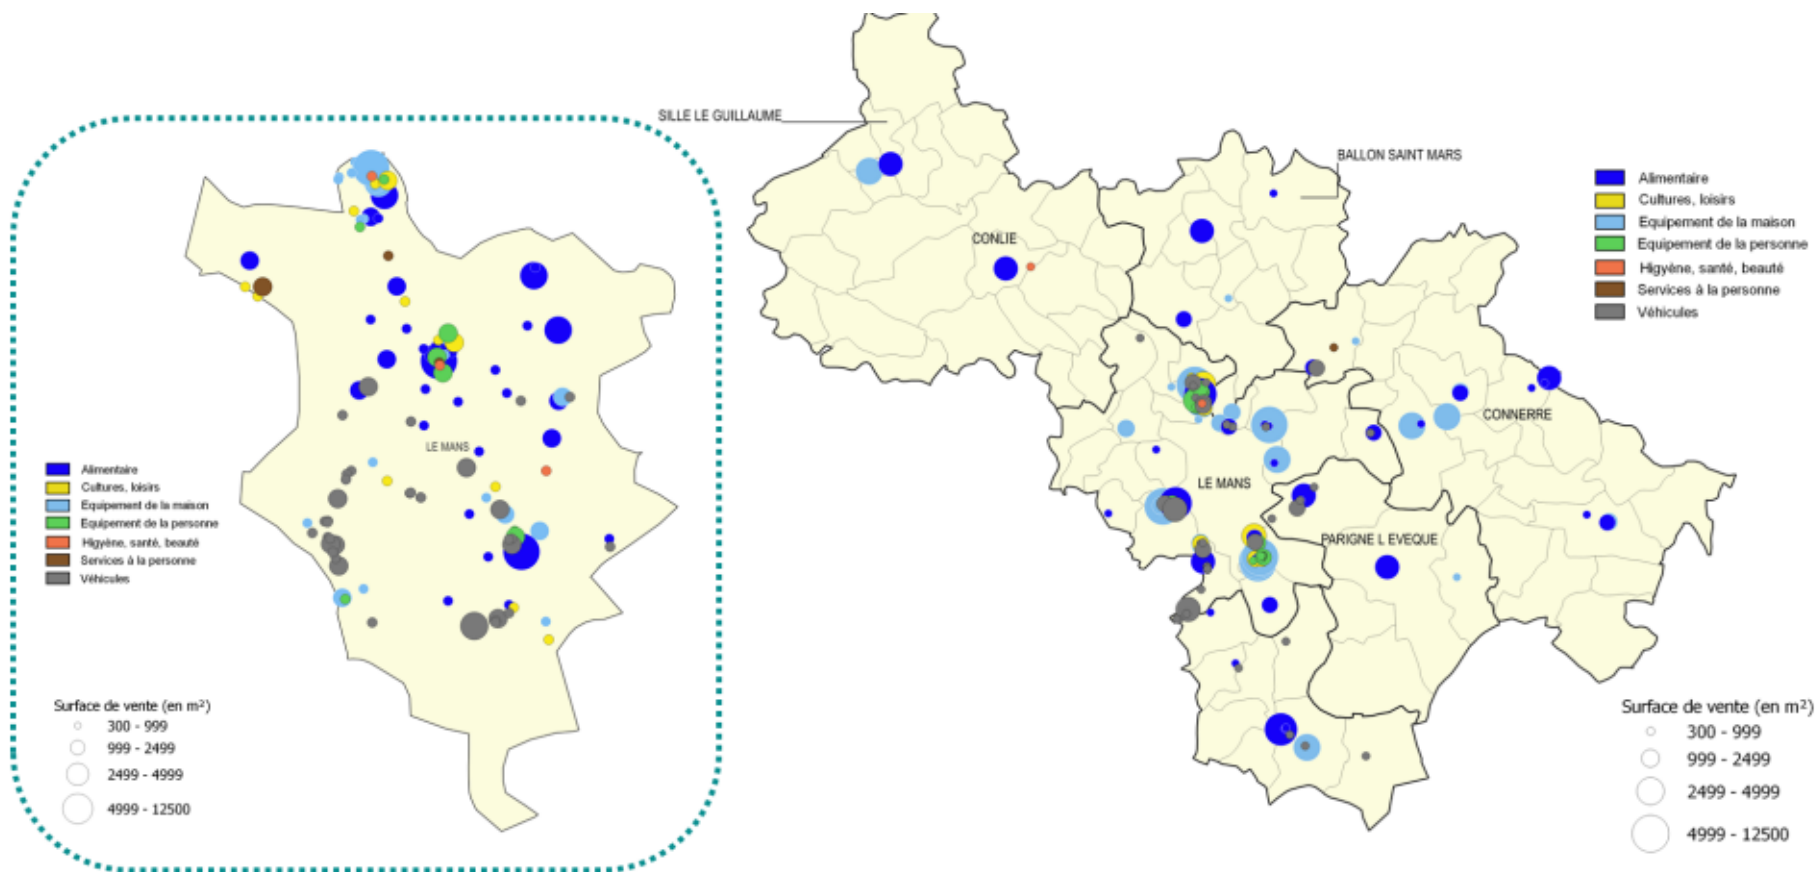 SILLE LE GUILLAUME
BALLON SAINT MARS
CONLIE
CONNERRE
LE MANS
PARIGNE L EVEQUE
Alimentaire
Cultures, loisirs
Equipement de la maison
Equipement de la personne
Higyène, santé, beauté
Services à la personne
Véhicules
LE MANS
Alimentaire
Cultures, loisirs
Equipement de la maison
Equipement de la personne
Higyène, santé, beauté
Services à la personne
Véhicules
Surface de vente (en m²)
300 - 999
999 - 2499
2499 - 4999
4999 - 12500
Surface de vente (en m²)
300 - 999
999 - 2499
2499 - 4999
4999 - 12500